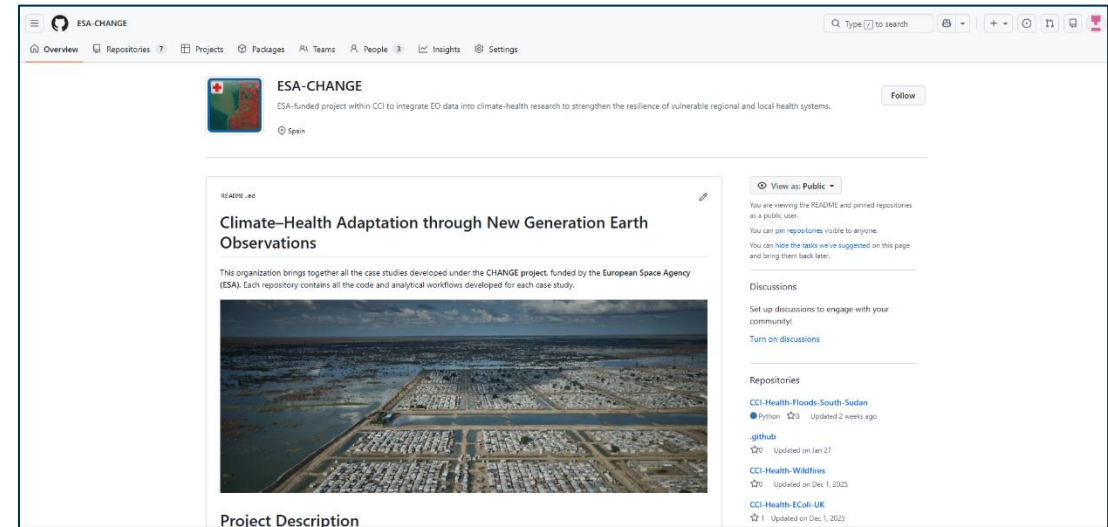 ESA-CHANGE
Type / to search
Overview Repositories 7 Projects Packages Teams People 3 Insights Settings
ESA-CHANGE
ESA-funded project within CCI to integrate EO data into climate-health research to strengthen the resilience of vulnerable regional and local health systems.
Follow
Spain
README.md
Climate–Health Adaptation through New Generation Earth
Observations
This organization brings together all the case studies developed under the CHANGE project, funded by the European Space Agency
(ESA). Each repository contains all the code and analytical workflows developed for each case study.
Project Description
View as: Public
You are viewing the README and pinned repositories
as a public user.
You can pin repositories visible to anyone.
You can hide the tasks we've suggested on this page
and bring them back later.
Discussions
Set up discussions to engage with your
community!
Turn on discussions
Repositories
CCI-Health-Floods-South-Sudan
Python 0 Updated 2 weeks ago
.github
0 Updated on Jan 27
CCI-Health-Wildfires
0 Updated on Dec 1, 2025
CCI-Health-EColi-UK
1 Updated on Dec 1, 2025